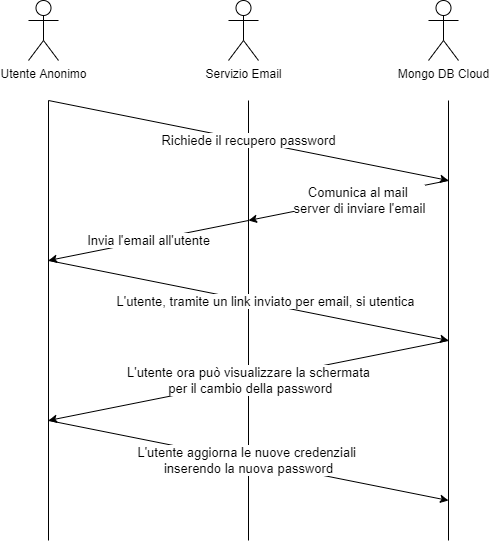 Utente Anonimo
Servizio Email
Mongo DB Cloud
Richiede il recupero password
Comunica al mail
server di inviare l'email
Invia l'email all'utente
L'utente, tramite un link inviato per email, si utentica
L'utente ora può visualizzare la schermata
per il cambio della password
L'utente aggiorna le nuove credenziali
inserendo la nuova password